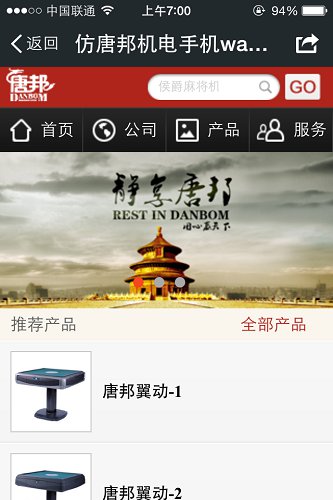 中国联通 上午7:00 94%
返回 仿唐邦机电手机wa...
唐邦 侯爵麻将机 GO
DANBOM
首页 公司 产品 服务
静享唐邦
REST IN DANBOM
用心赢天下
推荐产品 全部产品
唐邦翼动-1
唐邦翼动-2